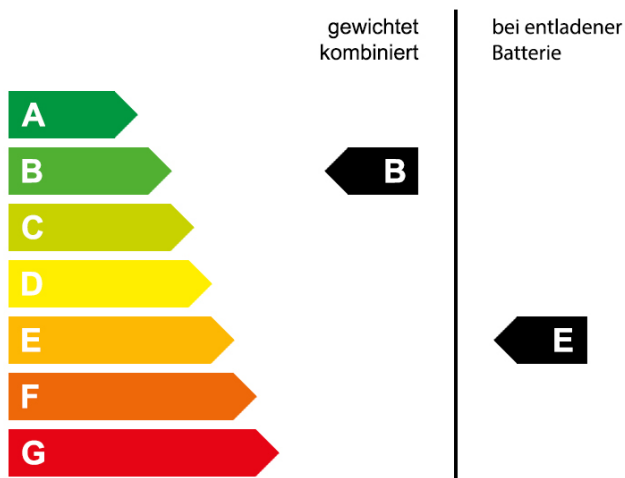 gewichtet
kombiniert
bei entladener
Batterie
A
B
B
C
D
E
E
F
G